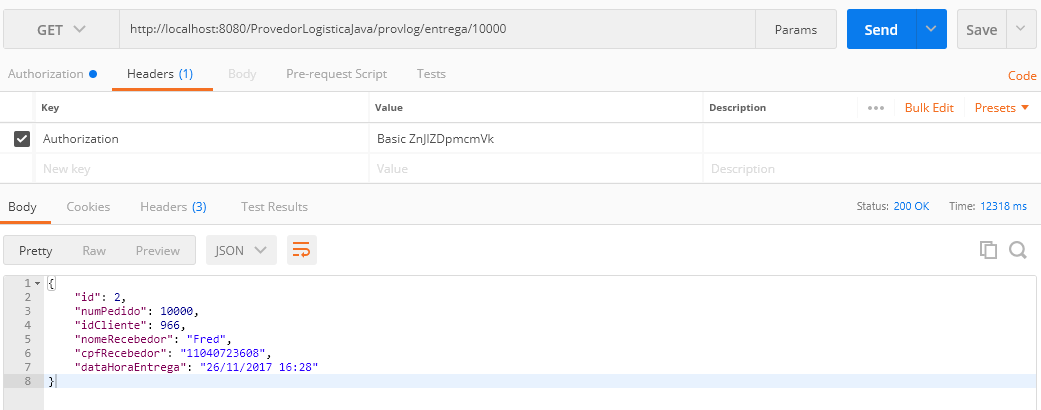 GET http://localhost:8080/ProvedorLogisticaJava/provlog/entrega/10000 Params Send Save
Authorization Headers (1) Body Pre-request Script Tests Code
Key Value Description Bulk Edit Presets
Authorization Basic ZnJlZDpmcmVk
New key Value Description
Body Cookies Headers (3) Test Results Status: 200 OK Time: 12318 ms
Pretty Raw Preview JSON
1 {
2 "id": 2,
3 "numPedido": 10000,
4 "idCliente": 966,
5 "nomeRecebedor": "Fred",
6 "cpfRecebedor": "11040723608",
7 "dataHoraEntrega": "26/11/2017 16:28"
8 }